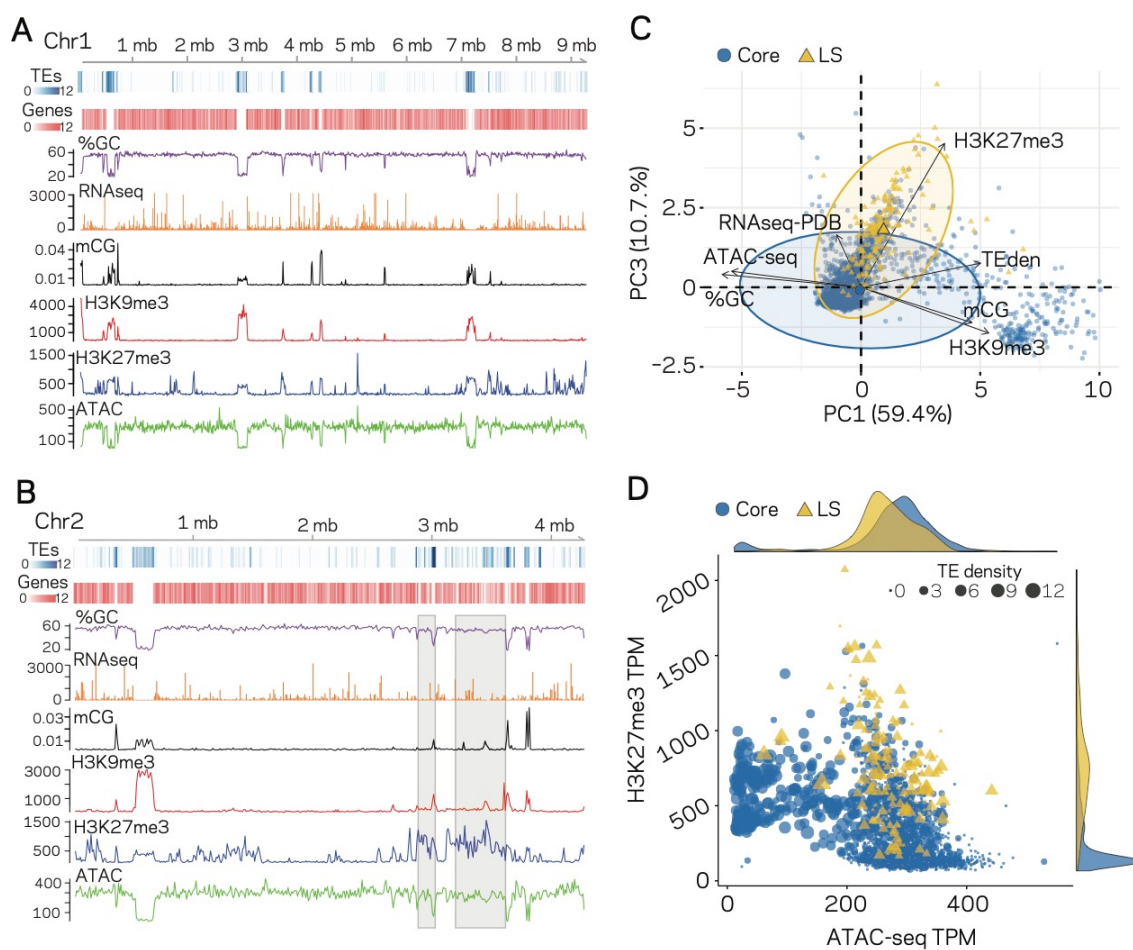 A
Chr1
1 mb 2 mb 3 mb 4 mb 5 mb 6 mb 7 mb 8 mb 9 mb
TEs
0 12
Genes
0 12
%GC
60
20
RNAseq
3000
0
mCG
0.04
0.01
H3K9me3
4000
1000
H3K27me3
1500
500
ATAC
500
100
B
Chr2
1 mb 2 mb 3 mb 4 mb
TEs
0 12
Genes
0 12
%GC
60
20
RNAseq
3000
0
mCG
0.03
0.01
H3K9me3
3000
1000
H3K27me3
1500
500
ATAC
400
100
C
Core LS
PC3 (10.7.%)
5
2.5
0
−2.5
H3K27me3
RNAseq-PDB
ATAC-seq
TEden
%GC
mCG
H3K9me3
−5 0 5 10
PC1 (59.4%)
D
Core LS
TE density
0 3 6 9 12
H3K27me3 TPM
2000
1500
1000
500
0
0 200 400
ATAC-seq TPM